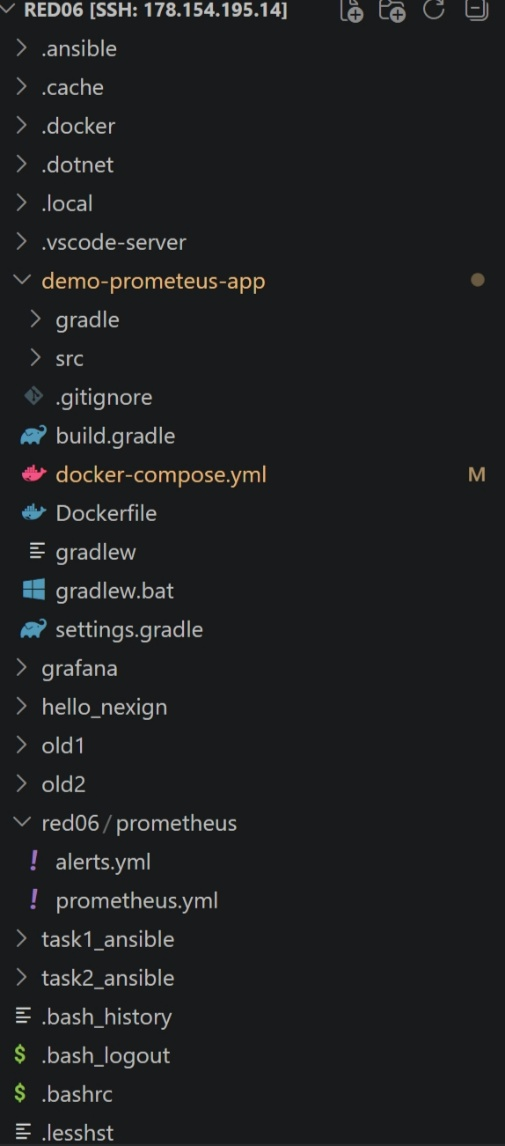 RED06 [SSH: 178.154.195.14]
.ansible
.cache
.docker
.dotnet
.local
.vscode-server
demo-prometeus-app
gradle
src
.gitignore
build.gradle
docker-compose.yml M
Dockerfile
gradlew
gradlew.bat
settings.gradle
grafana
hello_nexign
old1
old2
red06/prometheus
! alerts.yml
! prometheus.yml
task1_ansible
task2_ansible
.bash_history
$ .bash_logout
$ .bashrc
.lesshst